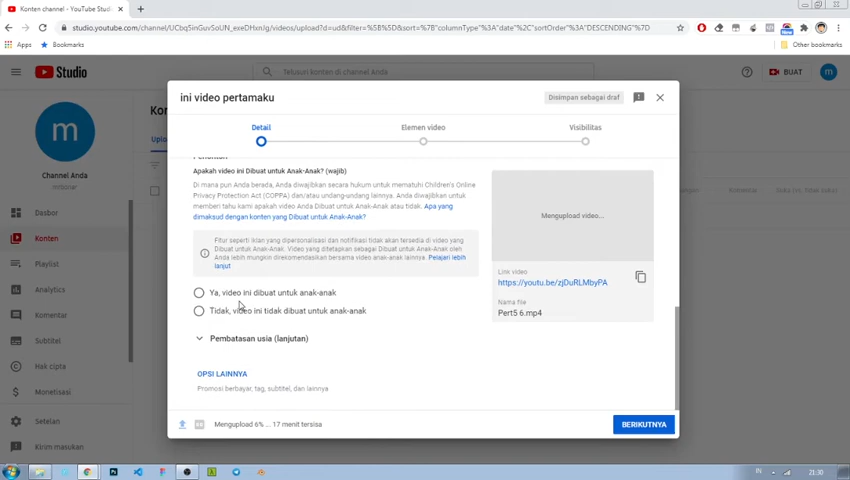 Konten channel - YouTube Stud
studio.youtube.com/channel/UCbqSinGuvSoUN_exeDHxnJg/videos/upload?d=ud&filter=%5B%5D&sort=%7B"columnType"%3A"date"%2C"sortOrder"%3A"DESCENDING"%7D
Apps
Bookmarks
Other bookmarks
Studio
Telusuri konten di channel Anda
BUAT
m
m
Channel Anda
Dasbor
Konten
Playlist
Analytics
Komentar
Subtitel
Hak cipta
Monetisasi
Setelan
Kirim masukan
ini video pertamaku
Disimpan sebagai draf
Detail
Elemen video
Visibilitas
Apakah video ini Dibuat untuk Anak-Anak? (wajib)
Di mana pun Anda berada, Anda diwajibkan secara hukum untuk mematuhi Children's Online
Privacy Protection Act (COPPA) dan/atau undang-undang lainnya. Anda diwajibkan untuk
memberi tahu kami apakah video Anda Dibuat untuk Anak-Anak atau tidak. Apa yang
dimaksud dengan konten yang Dibuat untuk Anak-Anak?
Fitur seperti iklan yang dipersonalisasi dan notifikasi tidak akan tersedia di video yang
Dibuat untuk Anak-Anak. Video yang ditetapkan sebagai Dibuat untuk Anak-Anak oleh
Anda lebih mungkin direkomendasikan bersama video anak-anak lainnya. Pelajari lebih
lanjut
Ya, video ini dibuat untuk anak-anak
Tidak, video ini tidak dibuat untuk anak-anak
Pembatasan usia (lanjutan)
OPSI LAINNYA
Promosi berbayar, tag, subtitel, dan lainnya
Mengupload video...
Link video
https://youtu.be/zjDuRLMbyPA
Nama file
Pert5 6.mp4
Mengupload 6% ... 17 menit tersisa
BERIKUTNYA
IN
21:30